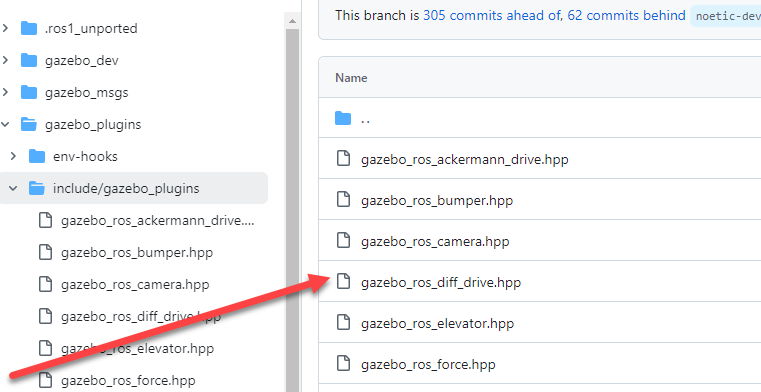 .ros1_unported
gazebo_dev
gazebo_msgs
gazebo_plugins
env-hooks
include/gazebo_plugins
gazebo_ros_ackermann_drive....
gazebo_ros_bumper.hpp
gazebo_ros_camera.hpp
gazebo_ros_diff_drive.hpp
gazebo_ros_elevator.hpp
gazebo_ros_force.hpp
This branch is 305 commits ahead of, 62 commits behind noetic-dev
Name
..
gazebo_ros_ackermann_drive.hpp
gazebo_ros_bumper.hpp
gazebo_ros_camera.hpp
gazebo_ros_diff_drive.hpp
gazebo_ros_elevator.hpp
gazebo_ros_force.hpp